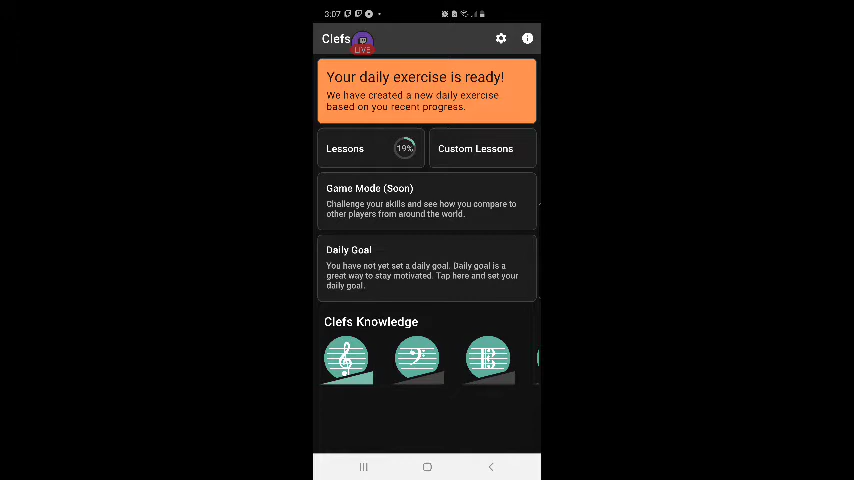 3:07
Clefs
LIVE
Your daily exercise is ready!
We have created a new daily exercise
based on you recent progress.
Lessons
19%
Custom Lessons
Game Mode (Soon)
Challenge your skills and see how you compare to
other players from around the world.
Daily Goal
You have not yet set a daily goal. Daily goal is a
great way to stay motivated. Tap here and set your
daily goal.
Clefs Knowledge